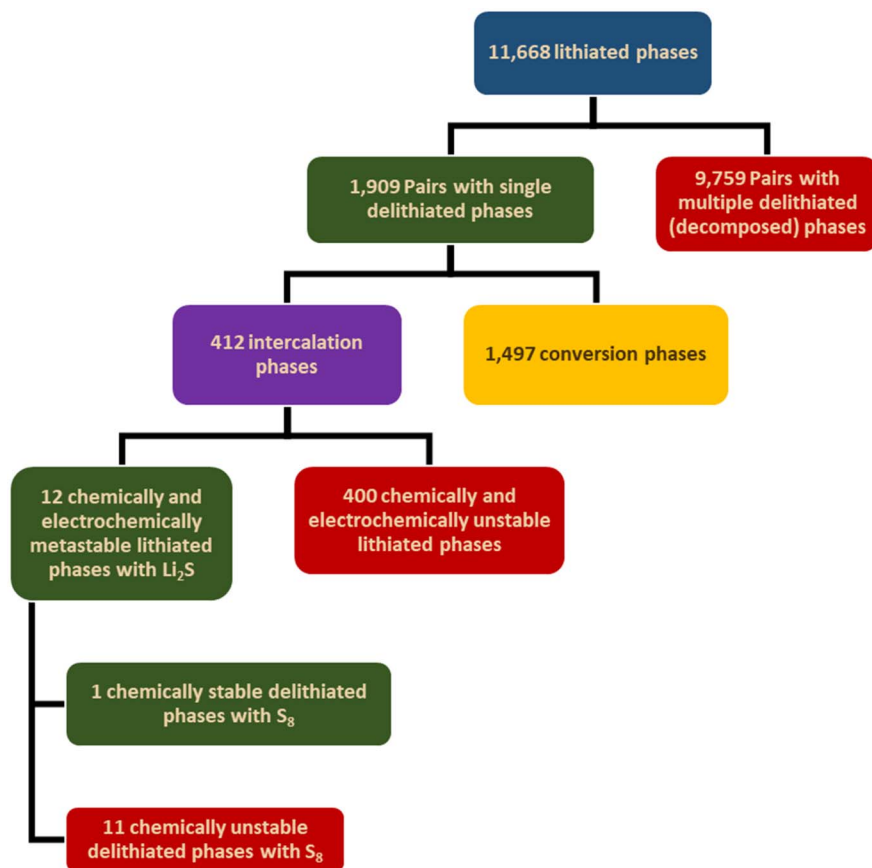 11,668 lithiated phases
1,909 Pairs with single
delithiated phases
9,759 Pairs with
multiple delithiated
(decomposed) phases
412 intercalation
phases
1,497 conversion phases
12 chemically and
electrochemically
metastable lithiated
phases with Li₂S
400 chemically and
electrochemically unstable
lithiated phases
1 chemically stable delithiated
phases with S₈
11 chemically unstable
delithiated phases with S₈